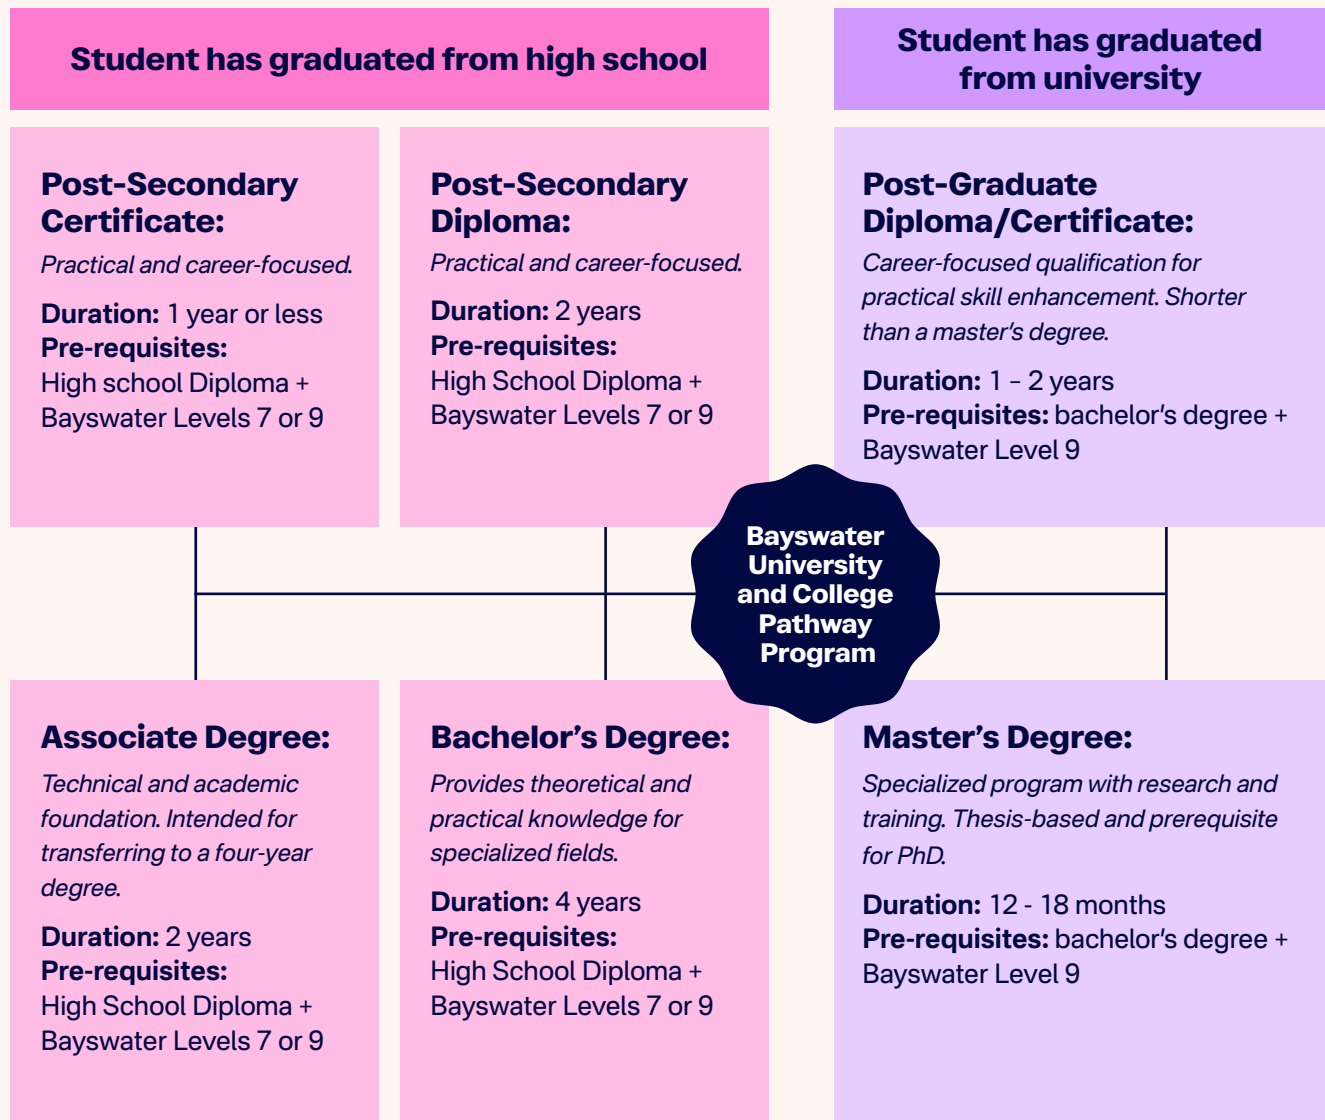 Student has graduated from high school
Student has graduated
from university
Post-Secondary
Certificate:
Practical and career-focused.
Duration: 1 year or less
Pre-requisites:
High school Diploma +
Bayswater Levels 7 or 9
Post-Secondary
Diploma:
Practical and career-focused.
Duration: 2 years
Pre-requisites:
High School Diploma +
Bayswater Levels 7 or 9
Post-Graduate
Diploma/Certificate:
Career-focused qualification for
practical skill enhancement. Shorter
than a master's degree.
Duration: 1 – 2 years
Pre-requisites: bachelor's degree +
Bayswater Level 9
Bayswater
University
and College
Pathway
Program
Associate Degree:
Technical and academic
foundation. Intended for
transferring to a four-year
degree.
Duration: 2 years
Pre-requisites:
High School Diploma +
Bayswater Levels 7 or 9
Bachelor’s Degree:
Provides theoretical and
practical knowledge for
specialized fields.
Duration: 4 years
Pre-requisites:
High School Diploma +
Bayswater Levels 7 or 9
Master’s Degree:
Specialized program with research and
training. Thesis-based and prerequisite
for PhD.
Duration: 12 - 18 months
Pre-requisites: bachelor's degree +
Bayswater Level 9